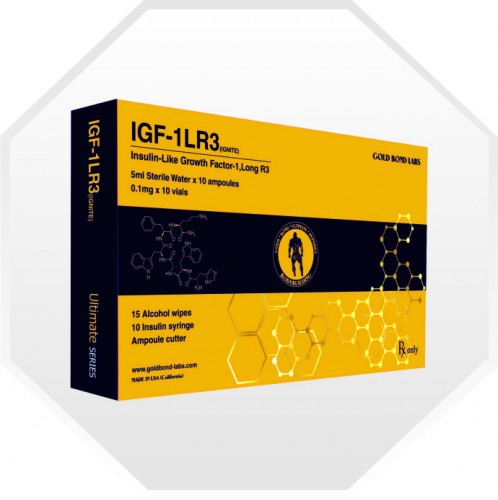 IGF-1LR3(IGNITE)
Insulin-Like Growth Factor-1,Long R3
5ml Sterile Water x 10 ampoules
0.1mg x 10 vials
GOLD BOND LABS
BODYBUILDING
15 Alcohol wipes
10 Insulin syringe
Ampoule cutter
www.goldbond-labs.com
MADE IN USA (California)
Rx only
IGF-1LR3(IGNITE)
Ultimate SERIES